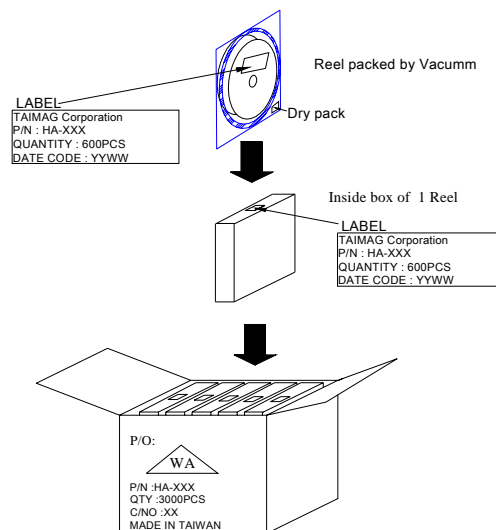 Reel packed by Vacumm
LABEL
TAIMAG Corporation
P/N : HA-XXX
QUANTITY : 600PCS
DATE CODE : YYWW
Dry pack
Inside box of 1 Reel
LABEL
TAIMAG Corporation
P/N : HA-XXX
QUANTITY : 600PCS
DATE CODE : YYWW
P/O:
WA
P/N :HA-XXX
QTY :3000PCS
C/NO :XX
MADE IN TAIWAN